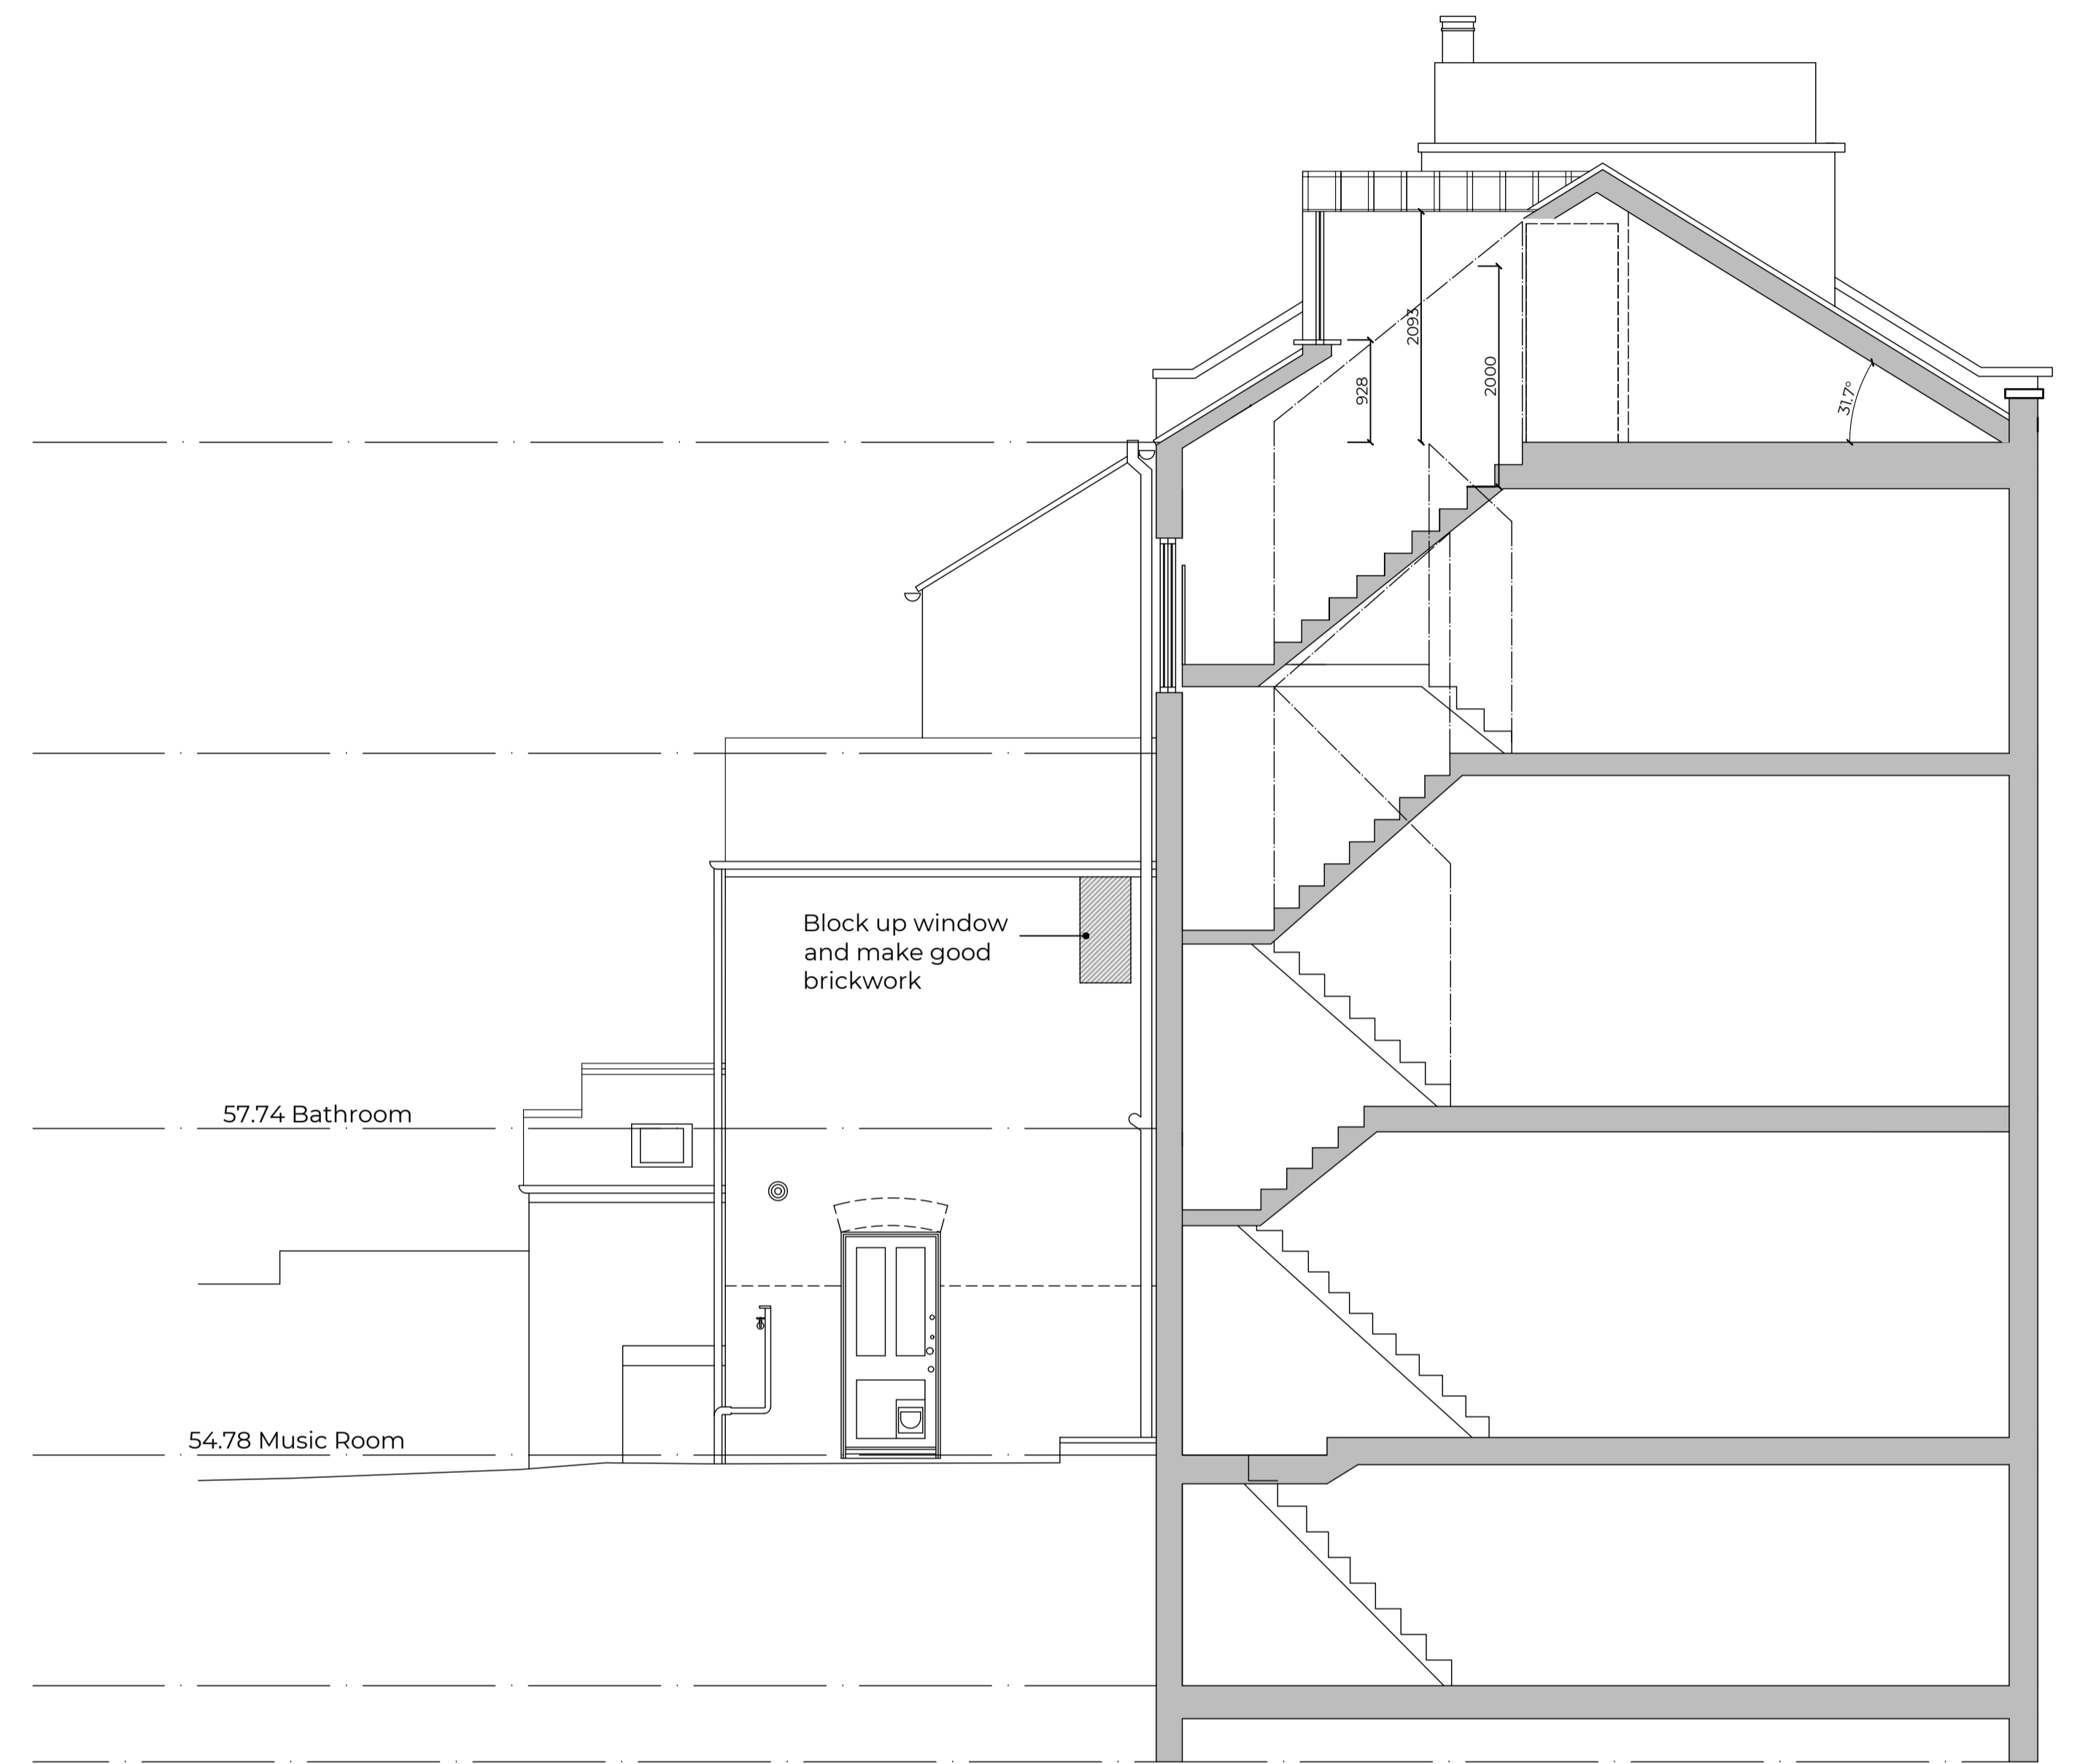 2093
928
2000
31.7°
Block up window
and make good
brickwork
57.74 Bathroom
54.78 Music Room